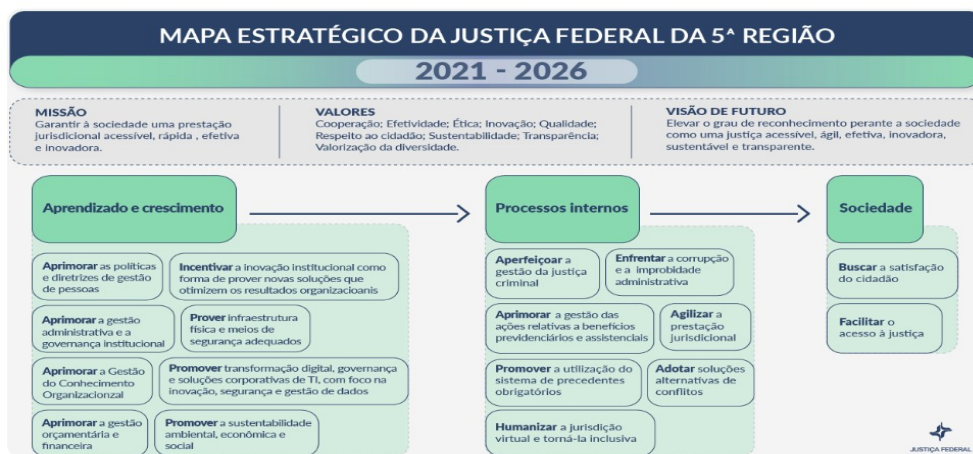 MAPA ESTRATÉGICO DA JUSTIÇA FEDERAL DA 5ª REGIÃO
2021 - 2026
MISSÃO
Garantir à sociedade uma prestação
jurisdicional acessível, rápida , efetiva
e inovadora.
VALORES
Cooperação; Efetividade; Ética; Inovação; Qualidade;
Respeito ao cidadão; Sustentabilidade; Transparência;
Valorização da diversidade.
VISÃO DE FUTURO
Elevar o grau de reconhecimento perante a sociedade
como uma justiça acessível, ágil, efetiva, inovadora,
sustentável e transparente.
Aprendizado e crescimento
Aprimorar as políticas
e diretrizes de gestão
de pessoas
Incentivar a inovação institucional como
forma de prover novas soluções que
otimizem os resultados organizacioanis
Aprimorar a gestão
administrativa e a
governança institucional
Prover infraestrutura
física e meios de
segurança adequados
Aprimorar a Gestão
do Conhecimento
Organizacionzal
Promover transformação digital, governança
e soluções corporativas de TI, com foco na
inovação, segurança e gestão de dados
Aprimorar a gestão
orçamentária e
financeira
Promover a sustentabilidade
ambiental, econômica e
social
Processos internos
Aperfeiçoar a
gestão da justiça
criminal
Enfrentar a corrupção
e a improbidade
administrativa
Aprimorar a gestão das
ações relativas a benefícios
previdenciários e assistenciais
Agilizar a
prestação
jurisdicional
Promover a utilização do
sistema de precedentes
obrigatórios
Adotar soluções
alternativas de
conflitos
Humanizar a jurisdição
virtual e torná-la inclusiva
Sociedade
Buscar a satisfação
do cidadão
Facilitar o
acesso à justiça
JUSTIÇA FEDERAL